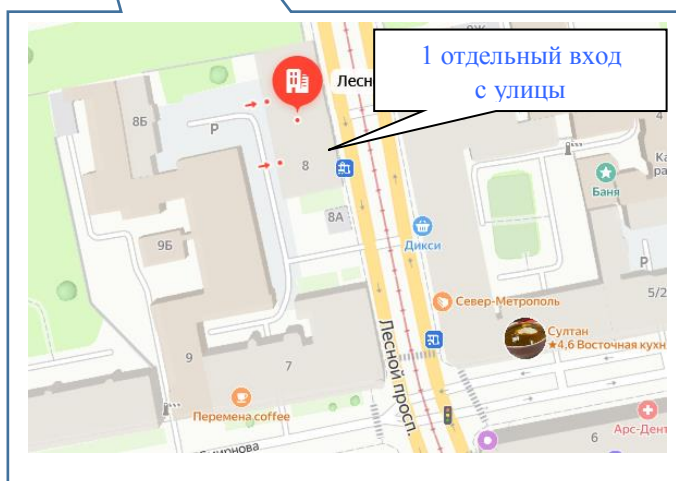 1 отдельный вход
с улицы
Лесн
8Б
Р
8
4
Баня
8А
9Б
Дикси
Р
5/2
Север-Метрополь
Султан
★4,6 Восточная кухн
Лесной просп.
9
7
Перемена coffee
Смирнова
6
Арс-Дент